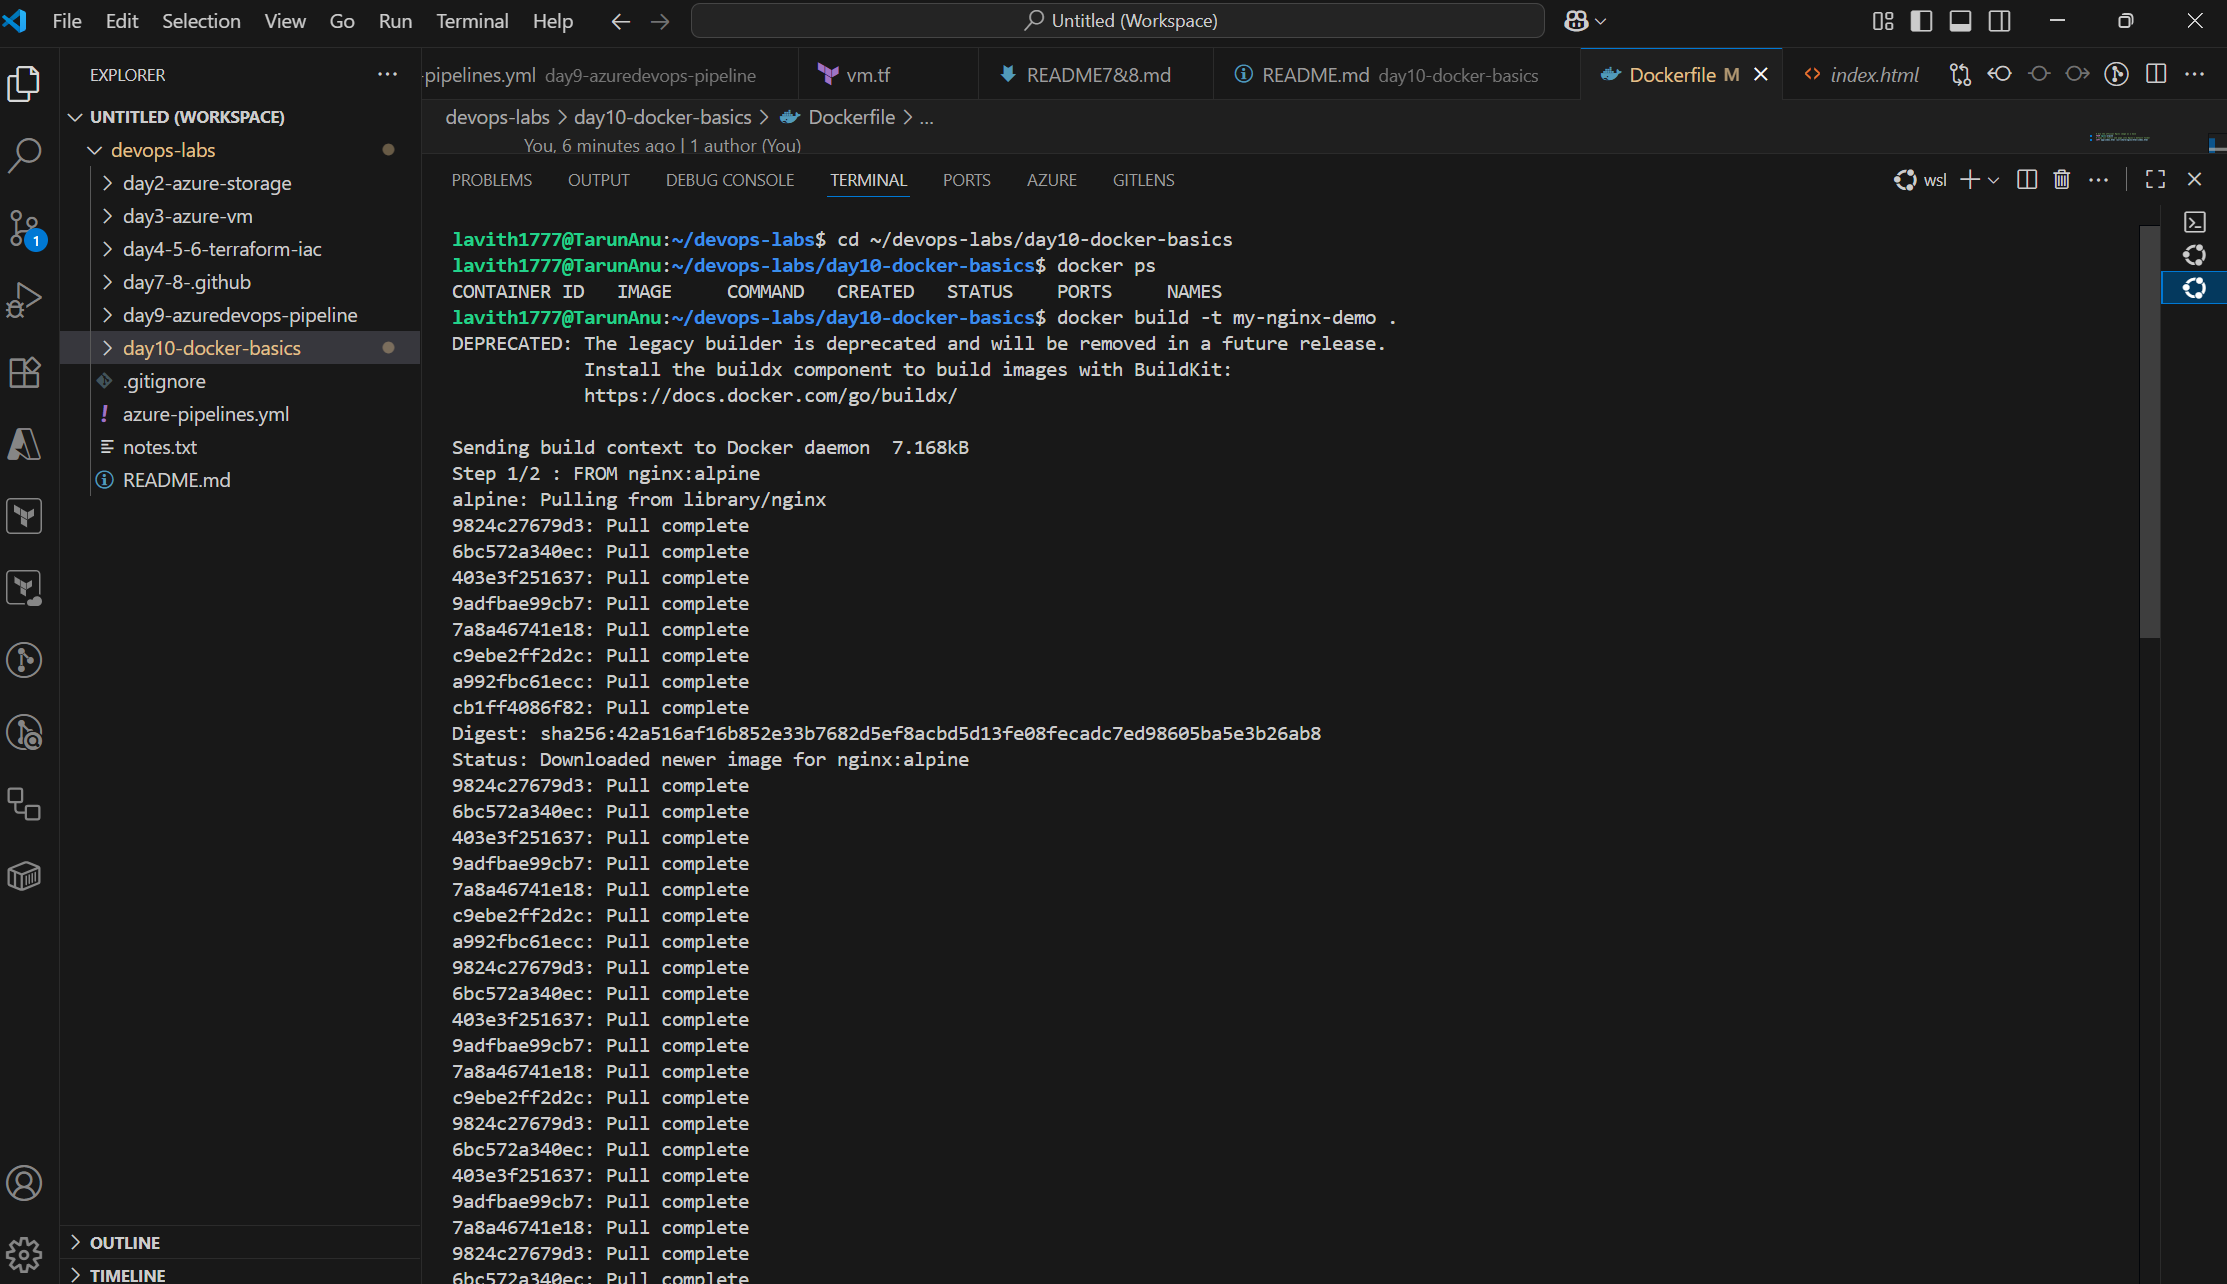 File Edit Selection View Go Run Terminal Help Untitled (Workspace)
EXPLORER
UNTITLED (WORKSPACE)
devops-labs
day2-azure-storage
day3-azure-vm
day4-5-6-terraform-iac
day7-8-.github
day9-azuredevops-pipeline
day10-docker-basics
.gitignore
! azure-pipelines.yml
notes.txt
README.md
OUTLINE
TIMELINE
1
-pipelines.yml day9-azuredevops-pipeline vm.tf README7&8.md README.md day10-docker-basics Dockerfile M index.html
devops-labs > day10-docker-basics > Dockerfile > ...
You, 6 minutes ago | 1 author (You)
PROBLEMS OUTPUT DEBUG CONSOLE TERMINAL PORTS AZURE GITLENS wsl
lavith1777@TarunAnu:~/devops-labs$ cd ~/devops-labs/day10-docker-basics
lavith1777@TarunAnu:~/devops-labs/day10-docker-basics$ docker ps
CONTAINER ID IMAGE COMMAND CREATED STATUS PORTS NAMES
lavith1777@TarunAnu:~/devops-labs/day10-docker-basics$ docker build -t my-nginx-demo .
DEPRECATED: The legacy builder is deprecated and will be removed in a future release.
Install the buildx component to build images with BuildKit:
https://docs.docker.com/go/buildx/
Sending build context to Docker daemon 7.168kB
Step 1/2 : FROM nginx:alpine
alpine: Pulling from library/nginx
9824c27679d3: Pull complete
6bc572a340ec: Pull complete
403e3f251637: Pull complete
9adfbae99cb7: Pull complete
7a8a46741e18: Pull complete
c9ebe2ff2d2c: Pull complete
a992fbc61ecc: Pull complete
cb1ff4086f82: Pull complete
Digest: sha256:42a516af16b852e33b7682d5ef8acbd5d13fe08fecadc7ed98605ba5e3b26ab8
Status: Downloaded newer image for nginx:alpine
9824c27679d3: Pull complete
6bc572a340ec: Pull complete
403e3f251637: Pull complete
9adfbae99cb7: Pull complete
7a8a46741e18: Pull complete
c9ebe2ff2d2c: Pull complete
a992fbc61ecc: Pull complete
9824c27679d3: Pull complete
6bc572a340ec: Pull complete
403e3f251637: Pull complete
9adfbae99cb7: Pull complete
7a8a46741e18: Pull complete
c9ebe2ff2d2c: Pull complete
9824c27679d3: Pull complete
6bc572a340ec: Pull complete
403e3f251637: Pull complete
9adfbae99cb7: Pull complete
7a8a46741e18: Pull complete
9824c27679d3: Pull complete
6bc572a340ec: Pull complete